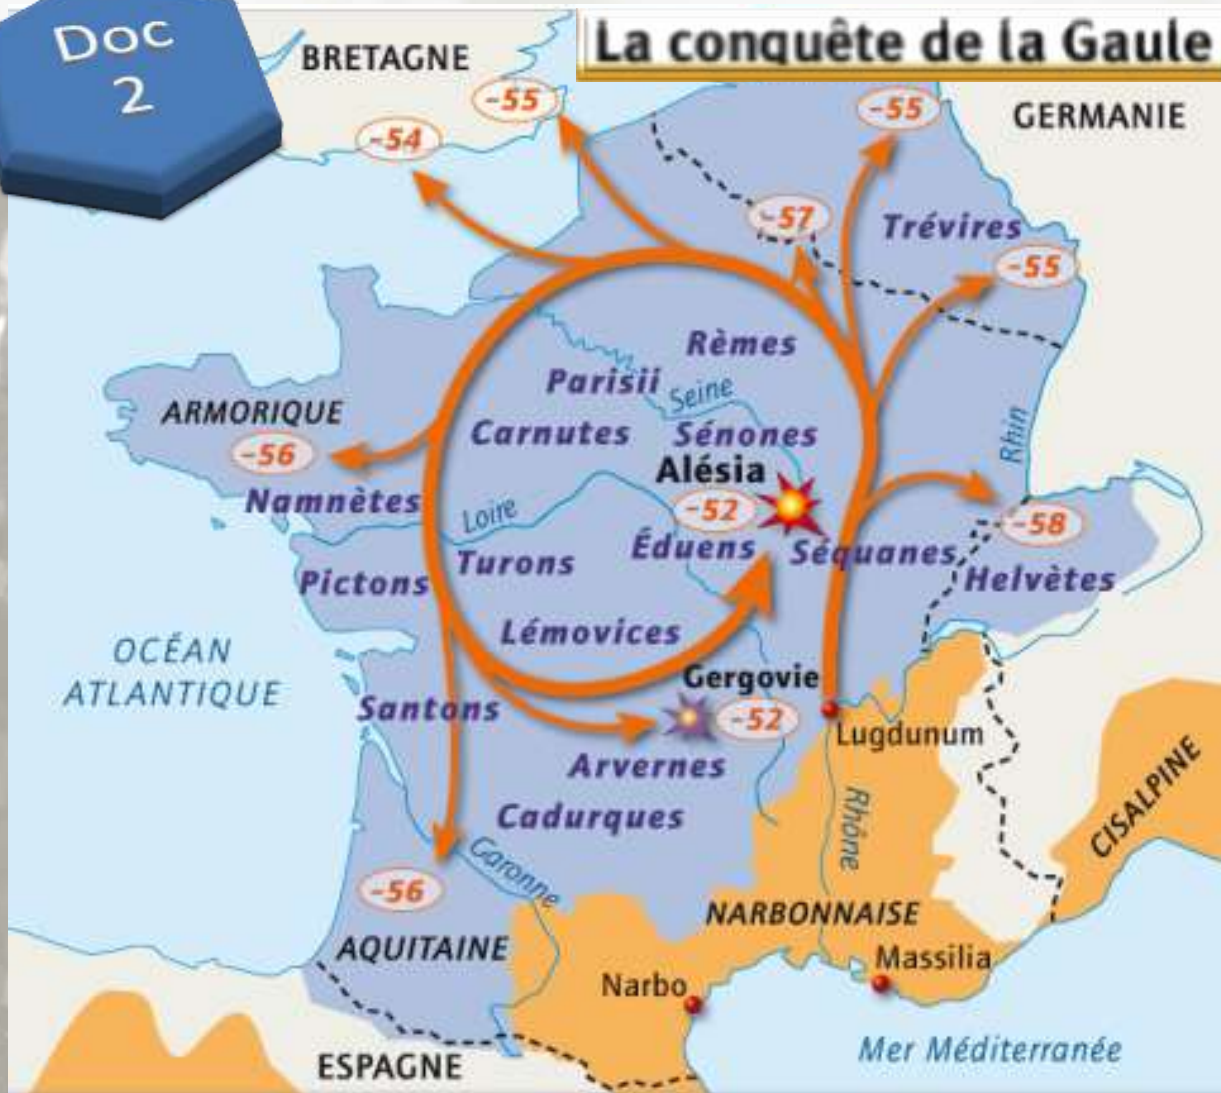 Doc
2
La conquête de la Gaule
BRETAGNE
-55
-54
-55
GERMANIE
-57
Trévires
-55
Rèmes
Parisii
Seine
ARMORIQUE
Carnutes
Sénones
Rhin
-56
Alésia
Namnètes
Loire
-52
-58
Éduens
Séquanes
Turons
Pictons
Helvètes
Lémovices
OCÉAN
ATLANTIQUE
Gergovie
Santons
-52
Lugdunum
Arvernes
CISALPINE
Cadurques
Rhône
Garonne
-56
NARBONNAISE
AQUITAINE
Massilia
Narbo
Mer Méditerranée
ESPAGNE